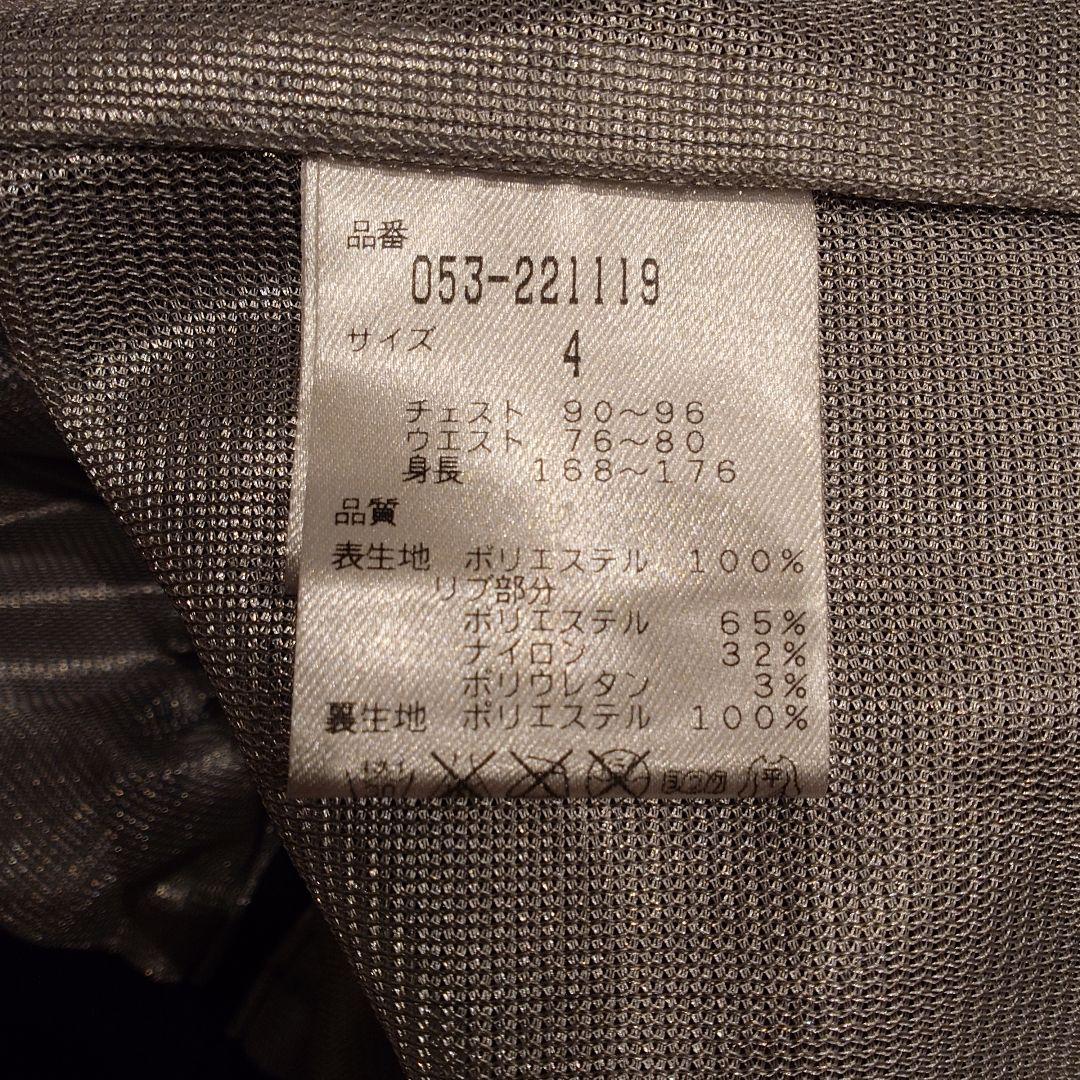 品番
053-221119
サイズ 4
チェスト 90～96
ウエスト 76～80
身長 168～176
品質
表生地 ポリエステル 100%
リブ部分
ポリエステル 65%
ナイロン 32%
ポリウレタン 3%
裏生地 ポリエステル 100%
平